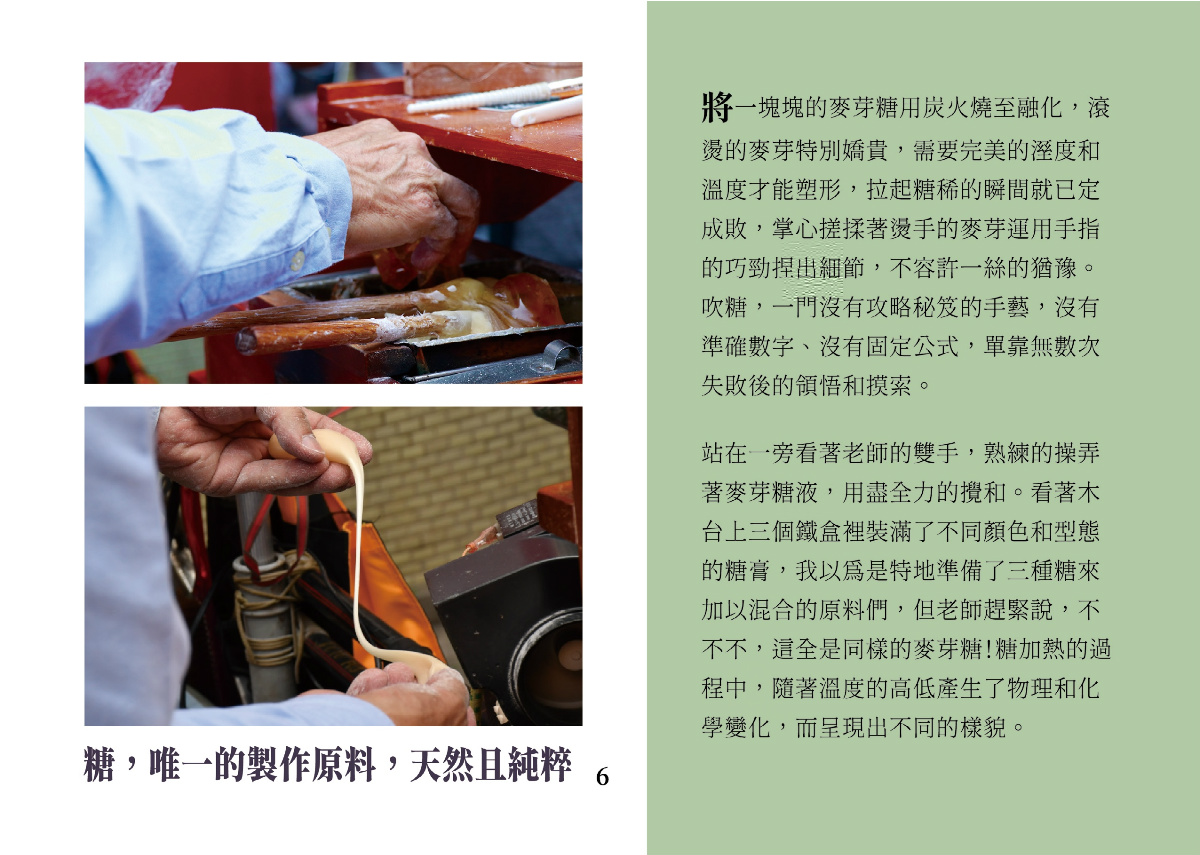 糖，唯一的製作原料，天然且純粹
6
將一塊塊的麥芽糖用炭火燒至融化，滾
燙的麥芽特別嬌貴，需要完美的溼度和
溫度才能塑形，拉起糖稀的瞬間就已定
成敗，掌心搓揉著燙手的麥芽運用手指
的巧勁捏出細節，不容許一絲的猶豫。
吹糖，一門沒有攻略秘笈的手藝，沒有
準確數字、沒有固定公式，單靠無數次
失敗後的領悟和摸索。
站在一旁看著老師的雙手，熟練的操弄
著麥芽糖液，用盡全力的攪和。看著木
台上三個鐵盒裡裝滿了不同顏色和型態
的糖膏，我以為是特地準備了三種糖來
加以混合的原料們，但老師趕緊說，不
不不，這全是同樣的麥芽糖!糖加熱的過
程中，隨著溫度的高低產生了物理和化
學變化，而呈現出不同的樣貌。